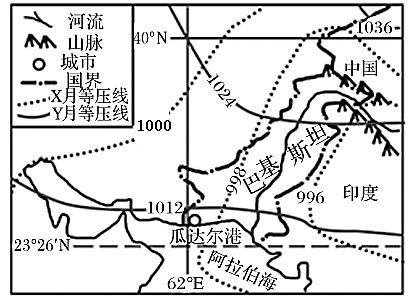 河流
山脉
城市
国界
X月等压线
Y月等压线
40°N
1036
中国
1024
1000
998
巴基斯坦
996
印度
1012
瓜达尔港
23°26′N
阿拉伯海
62°E